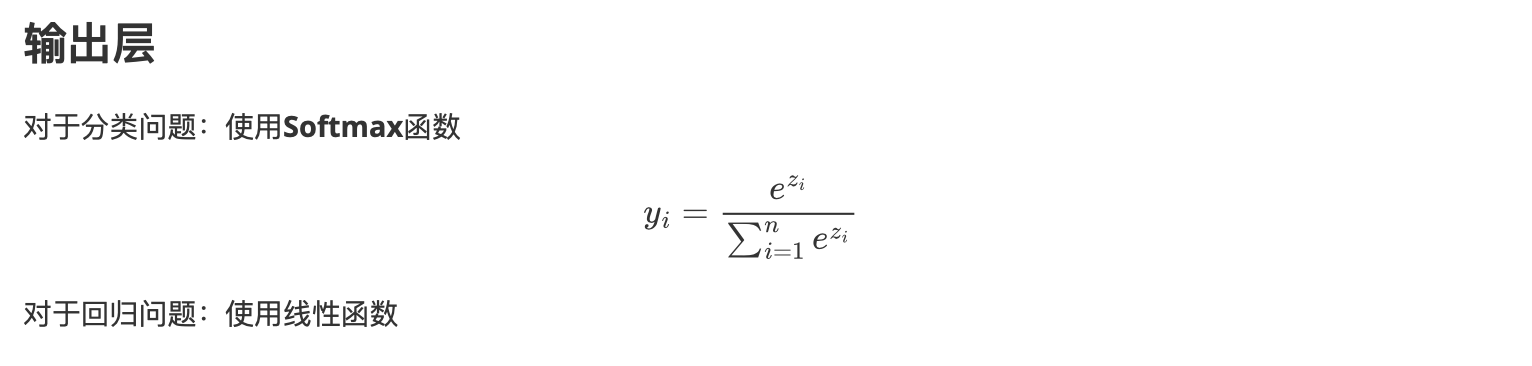 输出层
对于分类问题：使用Softmax函数
$$y_i = \frac{e^{z_i}}{\sum_{i=1}^{n} e^{z_i}}$$
对于回归问题：使用线性函数